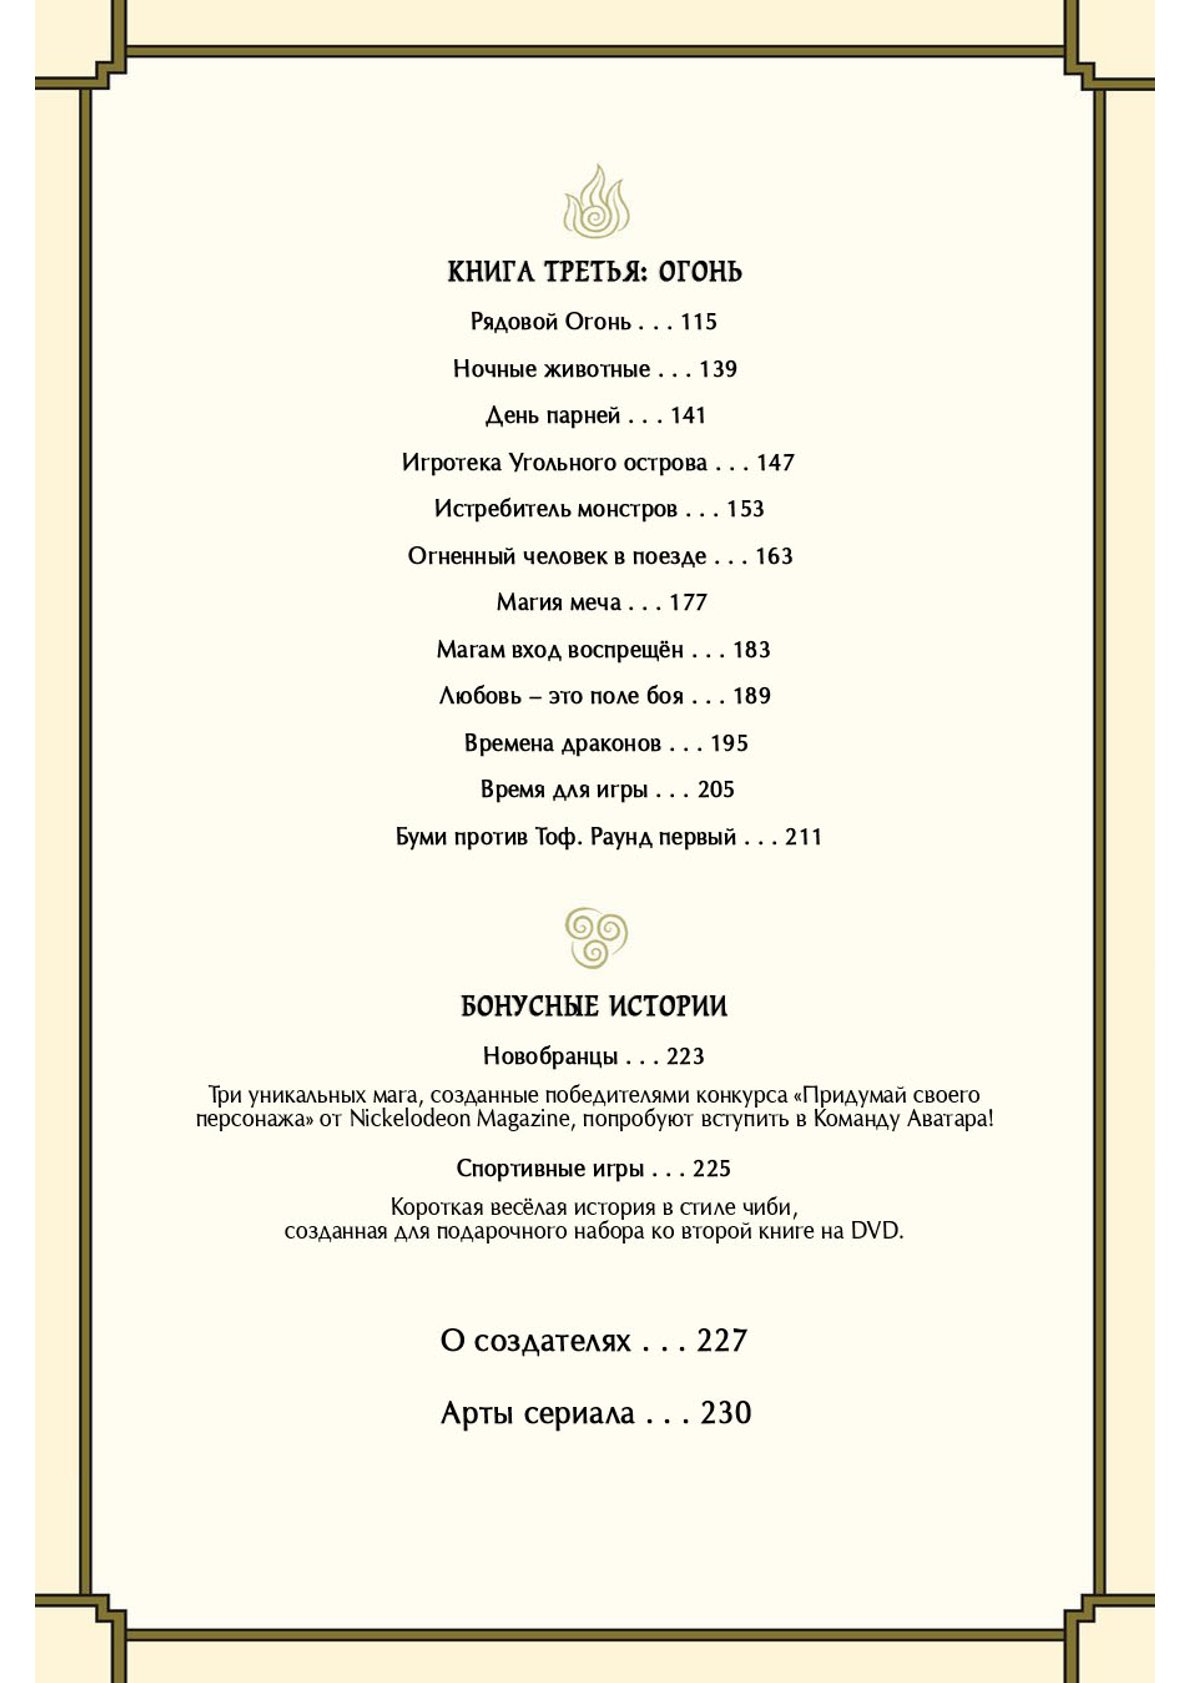 КНИГА ТРЕТЬЯ: ОГОНЬ
Рядовой Огонь . . . 115
Ночные животные . . . 139
День парней . . . 141
Игротека Угольного острова . . . 147
Истребитель монстров . . . 153
Огненный человек в поезде . . . 163
Магия меча . . . 177
Магам вход воспрещён . . . 183
Любовь – это поле боя . . . 189
Времена драконов . . . 195
Время для игры . . . 205
Буми против Тоф. Раунд первый . . . 211
БОНУСНЫЕ ИСТОРИИ
Новобранцы . . . 223
Три уникальных мага, созданные победителями конкурса «Придумай своего
персонажа» от Nickelodeon Magazine, попробуют вступить в Команду Аватара!
Спортивные игры . . . 225
Короткая весёлая история в стиле чиби,
созданная для подарочного набора ко второй книге на DVD.
О создателях . . . 227
Арты сериала . . . 230